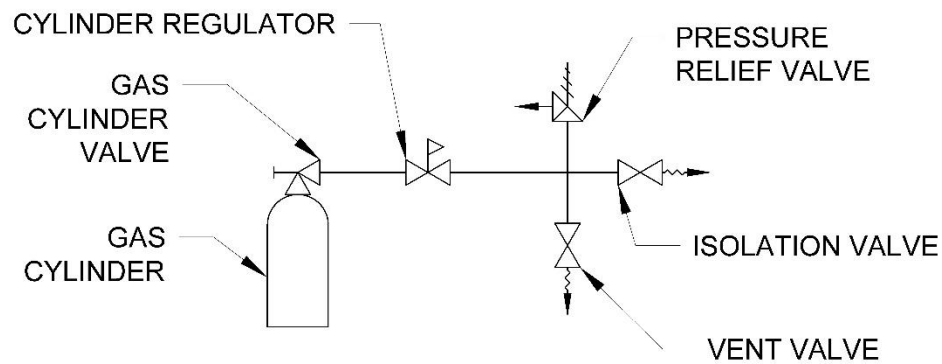 CYLINDER REGULATOR
PRESSURE
RELIEF VALVE
GAS
CYLINDER
VALVE
GAS
CYLINDER
ISOLATION VALVE
VENT VALVE